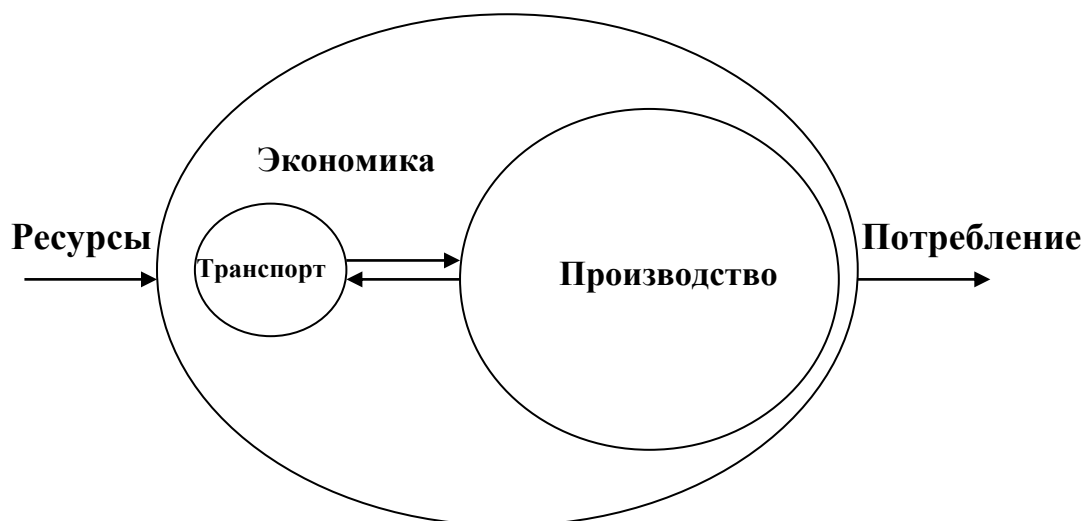 Экономика
Ресурсы
Потребление
Транспорт
Производство